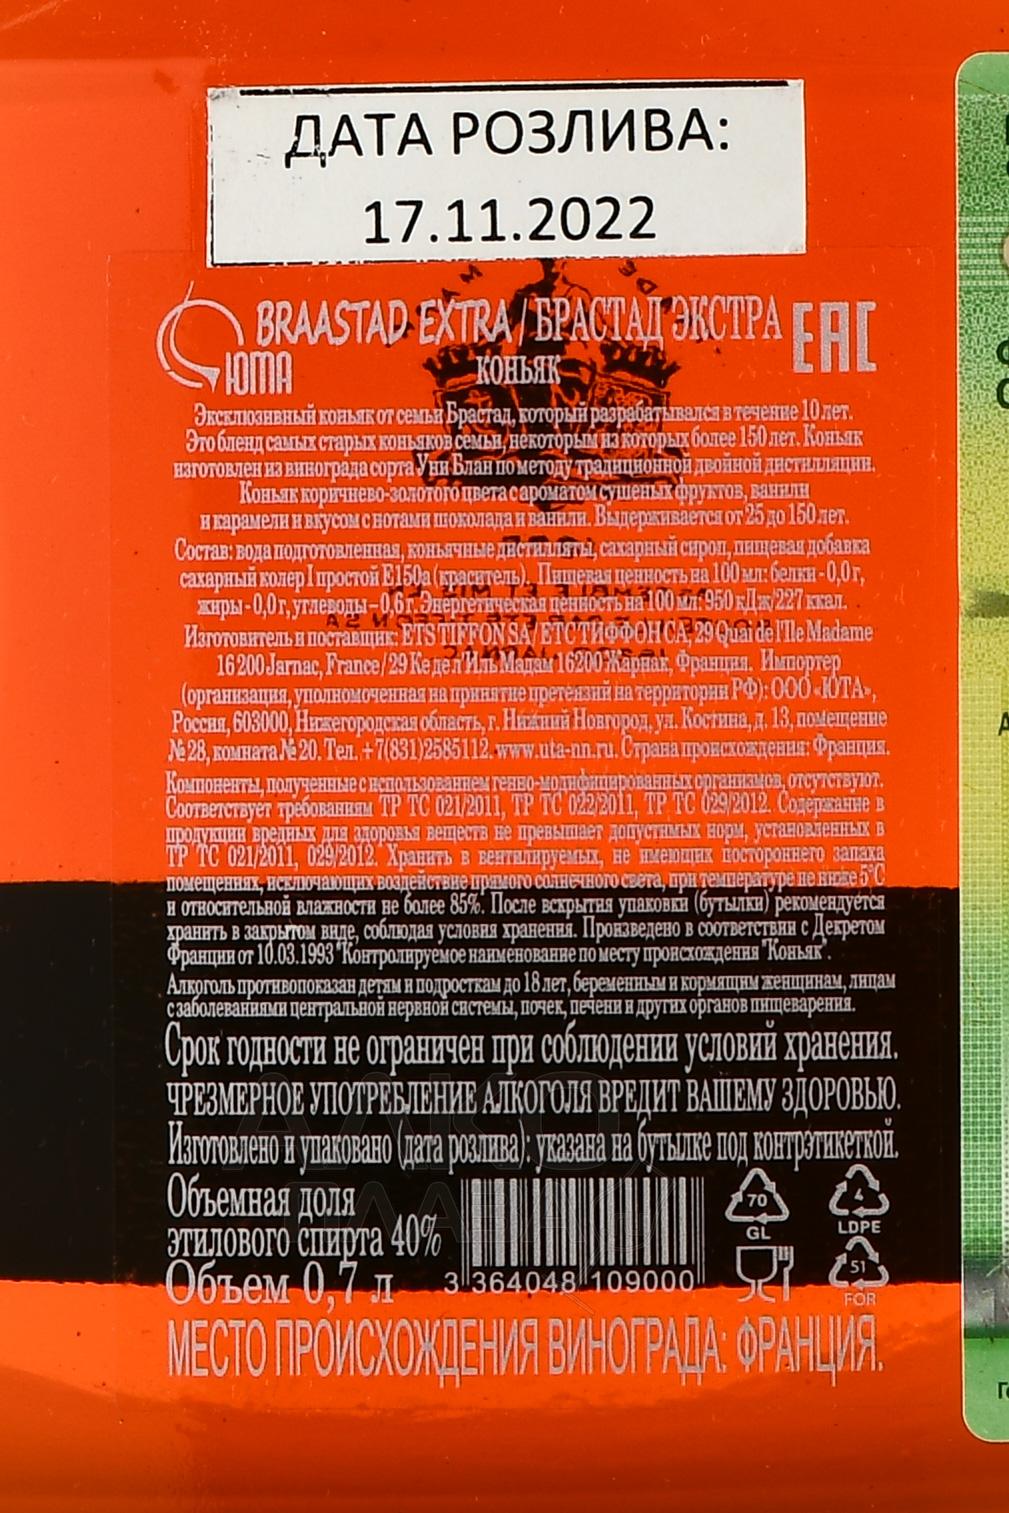 ДАТА РОЗЛИВА:
17.11.2022
ЮТА
BRAASTAD EXTRA / БРАСТАД ЭКСТРА
EAC
КОНЬЯК
Эксклюзивный коньяк от семьи Брастад, который разрабатывался в течение 10 лет.
Это бленд самых старых коньяков семьи, некоторым из которых более 150 лет. Коньяк
изготовлен из винограда сорта Уни Блан по методу традиционной двойной дистилляции.
Коньяк коричнево-золотого цвета с ароматом сушеных фруктов, ванили
и карамели и вкусом с нотами шоколада и ванили. Выдерживается от 25 до 150 лет.
Состав: вода подготовленная, коньячные дистилляты, сахарный сироп, пищевая добавка
сахарный колер I простой Е150а (краситель). Пищевая ценность на 100 мл: белки - 0,0 г,
жиры - 0,0 г, углеводы – 0,6 г. Энергетическая ценность на 100 мл: 950 кДж/227 ккал.
Изготовитель и поставщик: ETS TIFFON SA / ЕТС ТИФФОН СА, 29 Quai de l'Ile Madame
16 200 Jarnac, France / 29 Ке де л'Иль Мадам 16200 Жарнак, Франция. Импортер
(организация, уполномоченная на принятие претензий на территории РФ): ООО «ЮТА»,
Россия, 603000, Нижегородская область, г. Нижний Новгород, ул. Костина, д. 13, помещение
№ 28, комната № 20. Тел. +7(831)2585112. www.uta-nn.ru. Страна происхождения: Франция.
Компоненты, полученные с использованием генно-модифицированных организмов, отсутствуют.
Соответствует требованиям ТР ТС 021/2011, ТР ТС 022/2011, ТР ТС 029/2012. Содержание в
продукции вредных для здоровья веществ не превышает допустимых норм, установленных в
ТР ТС 021/2011, 029/2012. Хранить в вентилируемых, не имеющих постороннего запаха
помещениях, исключающих воздействие прямого солнечного света, при температуре не ниже 5°С
и относительной влажности не более 85%. После вскрытия упаковки (бутылки) рекомендуется
хранить в закрытом виде, соблюдая условия хранения. Произведено в соответствии с Декретом
Франции от 10.03.1993 "Контролируемое наименование по месту происхождения "Коньяк".
Алкоголь противопоказан детям и подросткам до 18 лет, беременным и кормящим женщинам, лицам
с заболеваниями центральной нервной системы, почек, печени и других органов пищеварения.
Срок годности не ограничен при соблюдении условий хранения.
ЧРЕЗМЕРНОЕ УПОТРЕБЛЕНИЕ АЛКОГОЛЯ ВРЕДИТ ВАШЕМУ ЗДОРОВЬЮ.
Изготовлено и упаковано (дата розлива): указана на бутылке под контрэтикеткой.
Объемная доля
этилового спирта 40%
Объем 0,7 л
3 364048 109000
70
GL
4
LDPE
51
FOR
МЕСТО ПРОИСХОЖДЕНИЯ ВИНОГРАДА: ФРАНЦИЯ.